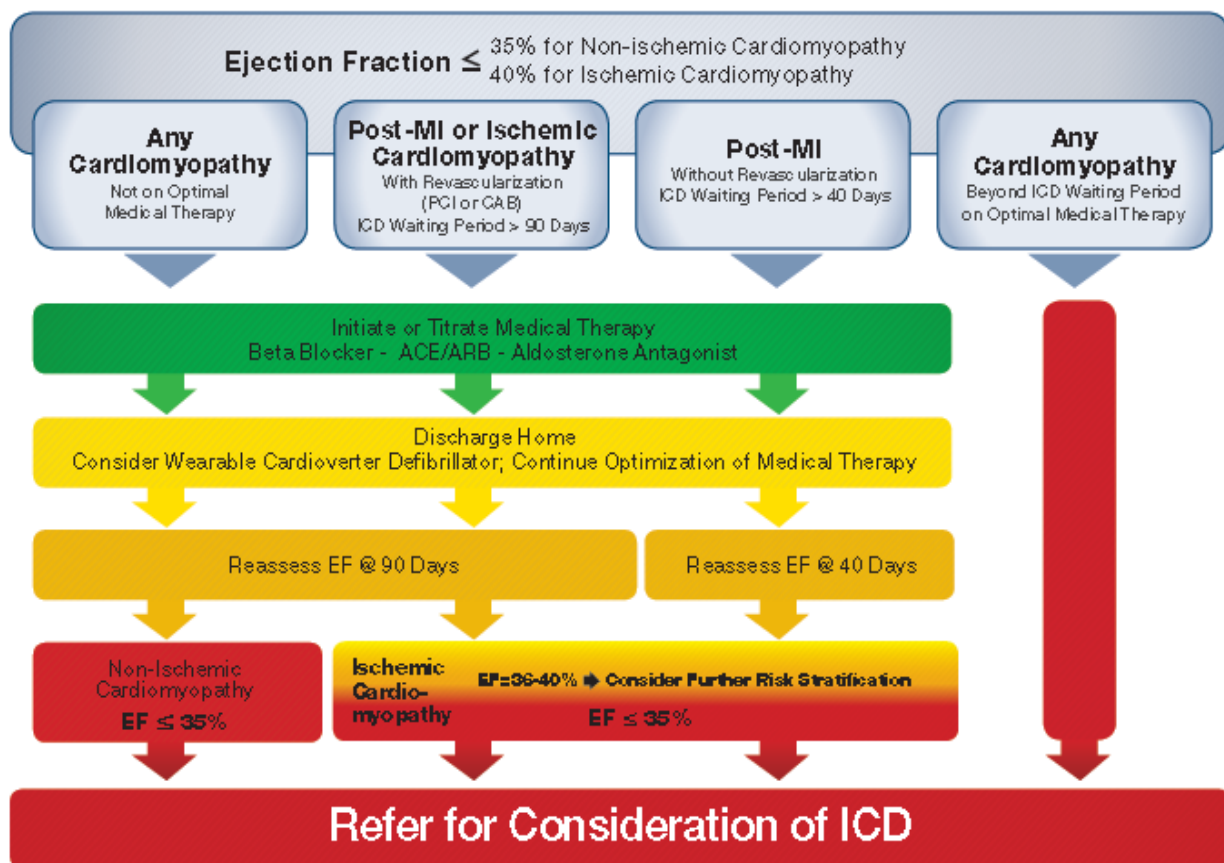 Ejection Fraction ≤ 35% for Non-ischemic Cardiomyopathy
40% for Ischemic Cardiomyopathy
Any
Cardiomyopathy
Not on Optimal
Medical Therapy
Post-MI or Ischemic
Cardiomyopathy
With Revascularization
(PCI or CAB)
ICD Waiting Period > 90 Days
Post-MI
Without Revascularization
ICD Waiting Period > 40 Days
Any
Cardiomyopathy
Beyond ICD Waiting Period
on Optimal Medical Therapy
Initiate or Titrate Medical Therapy
Beta Blocker - ACE/ARB - Aldosterone Antagonist
Discharge Home
Consider Wearable Cardioverter Defibrillator; Continue Optimization of Medical Therapy
Reassess EF @ 90 Days
Reassess EF @ 40 Days
Non-Ischemic
Cardiomyopathy
EF ≤ 35%
Ischemic
Cardio-
myopathy
EF=36-40% ➡ Consider Further Risk Stratification
EF ≤ 35%
Refer for Consideration of ICD